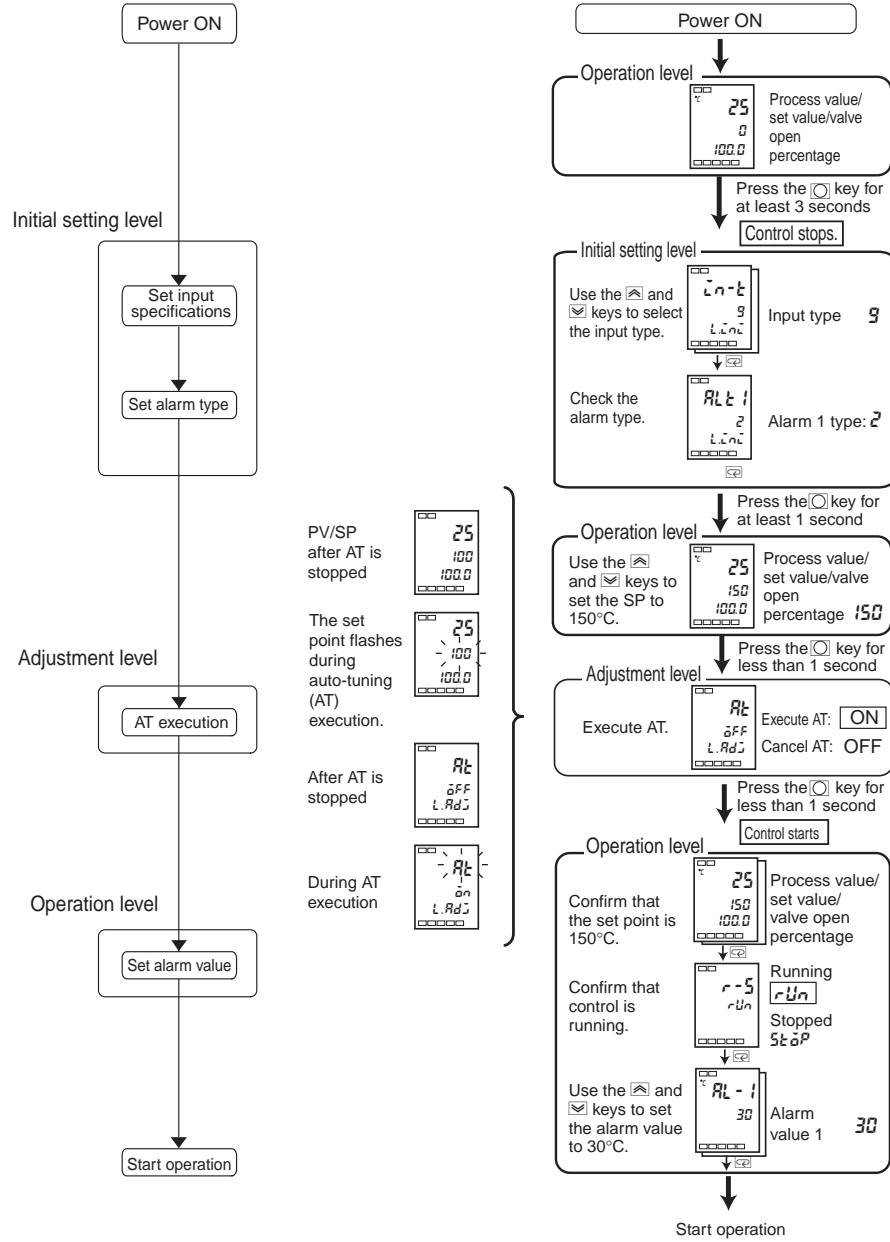 Power ON
Initial setting level
Set input
specifications
Set alarm type
Adjustment level
AT execution
Operation level
Set alarm value
Start operation
PV/SP
after AT is
stopped
25
100
100.0
The set
point flashes
during
auto-tuning
(AT)
execution.
25
100
100.0
After AT is
stopped
At
oFF
L.AdJ
During AT
execution
At
on
L.AdJ
Power ON
Operation level
°C
25
0
100.0
Process value/
set value/valve
open
percentage
Press the key for
at least 3 seconds
Control stops.
Initial setting level
Use the and
keys to select
the input type.
in-t
9
L.ini
Input type 9
Check the
alarm type.
ALt1
2
L.ini
Alarm 1 type: 2
Press the key for
at least 1 second
Operation level
Use the
and keys to
set the SP to
150°C.
°C
25
150
100.0
Process value/
set value/valve
open
percentage 150
Press the key for
less than 1 second
Adjustment level
Execute AT.
At
oFF
L.AdJ
Execute AT: ON
Cancel AT: OFF
Press the key for
less than 1 second
Control starts
Operation level
Confirm that
the set point is
150°C.
°C
25
150
100.0
Process value/
set value/
valve open
percentage
Confirm that
control is
running.
r-S
rUn
Running
rUn
Stopped
StoP
Use the and
keys to set
the alarm value
to 30°C.
°C
AL-1
30
Alarm
value 1 30
Start operation